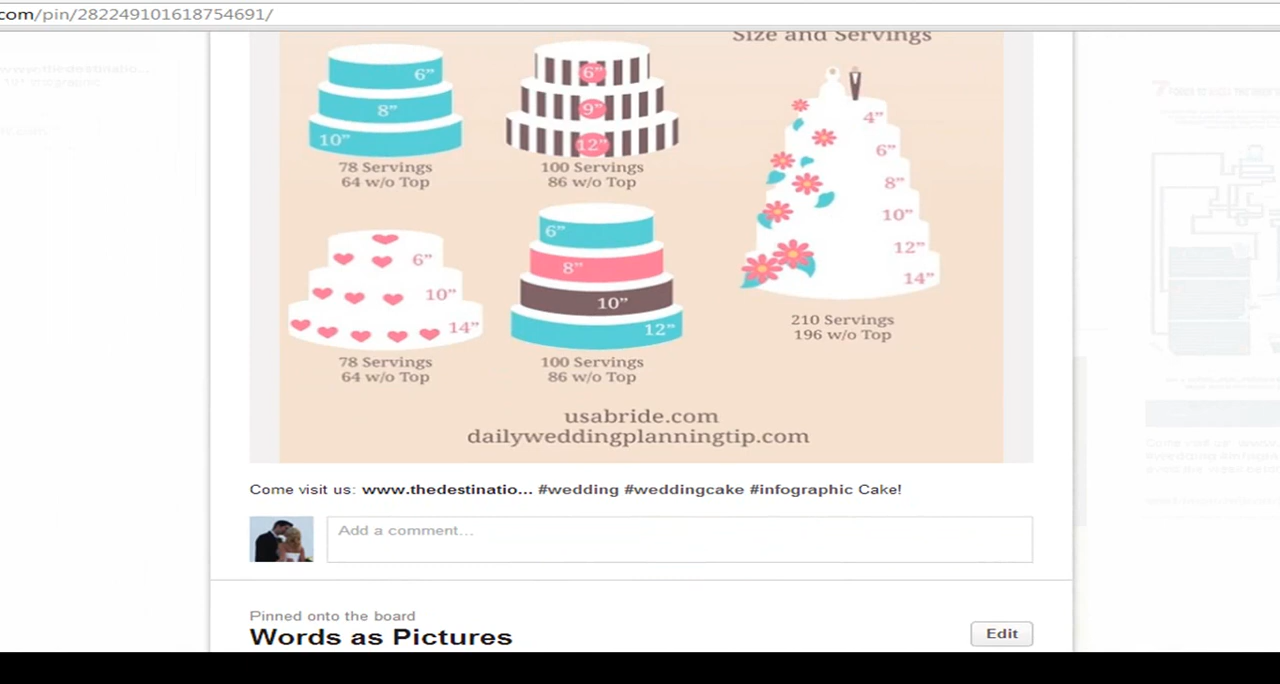 com/pin/282249101618754691/
Size and Servings
6”
8”
10”
78 Servings
64 w/o Top
6”
9”
12”
100 Servings
86 w/o Top
4”
6”
8”
10”
12”
14”
210 Servings
196 w/o Top
6”
10”
14”
78 Servings
64 w/o Top
6”
8”
10”
12”
100 Servings
86 w/o Top
usabride.com
dailyweddingplanningtip.com
Come visit us: www.thedestinatio... #wedding #weddingcake #infographic Cake!
Add a comment...
Pinned onto the board
Words as Pictures
Edit